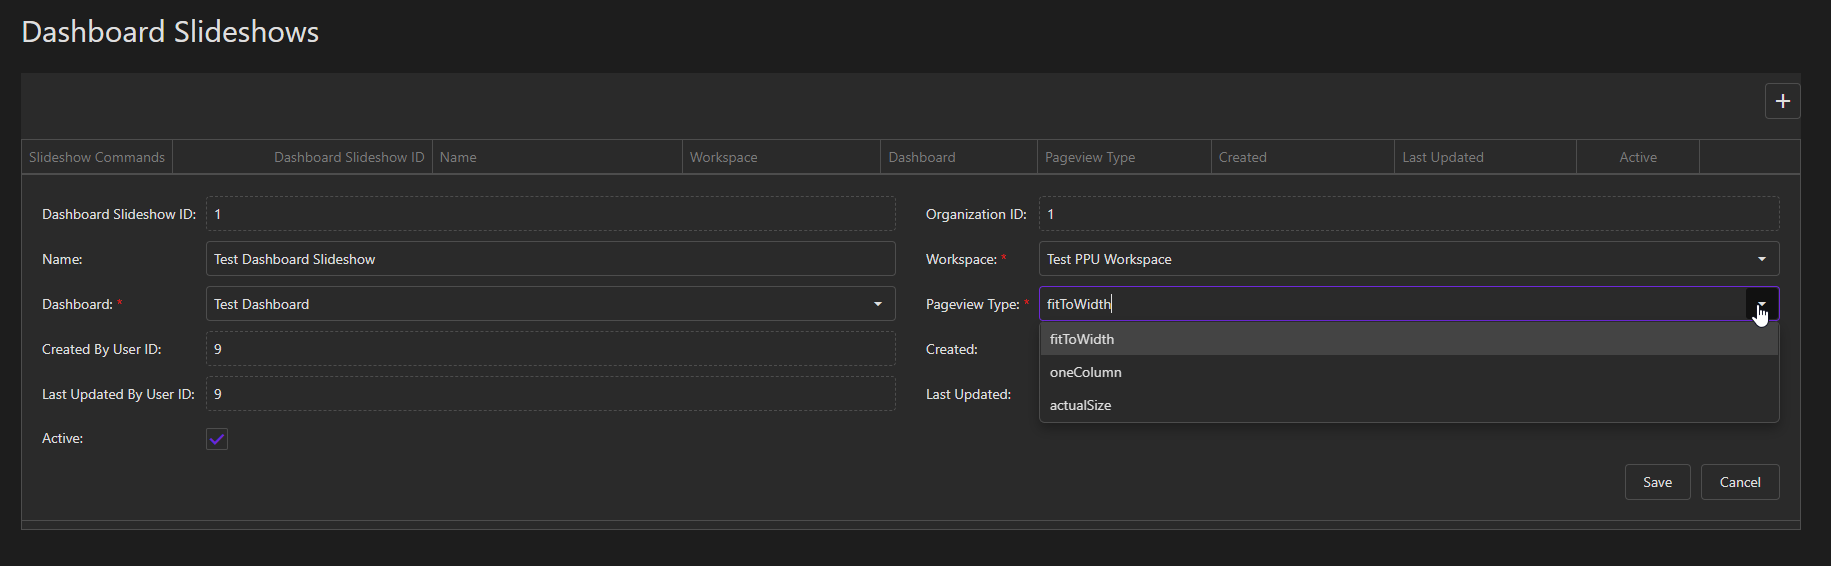 Dashboard Slideshows
+
Slideshow Commands Dashboard Slideshow ID Name Workspace Dashboard Pageview Type Created Last Updated Active
Dashboard Slideshow ID: 1 Organization ID: 1
Name: Test Dashboard Slideshow Workspace: * Test PPU Workspace
Dashboard: * Test Dashboard Pageview Type: * fitToWidth
fitToWidth
Created By User ID: 9 Created:
oneColumn
Last Updated By User ID: 9 Last Updated:
actualSize
Active:
Save Cancel